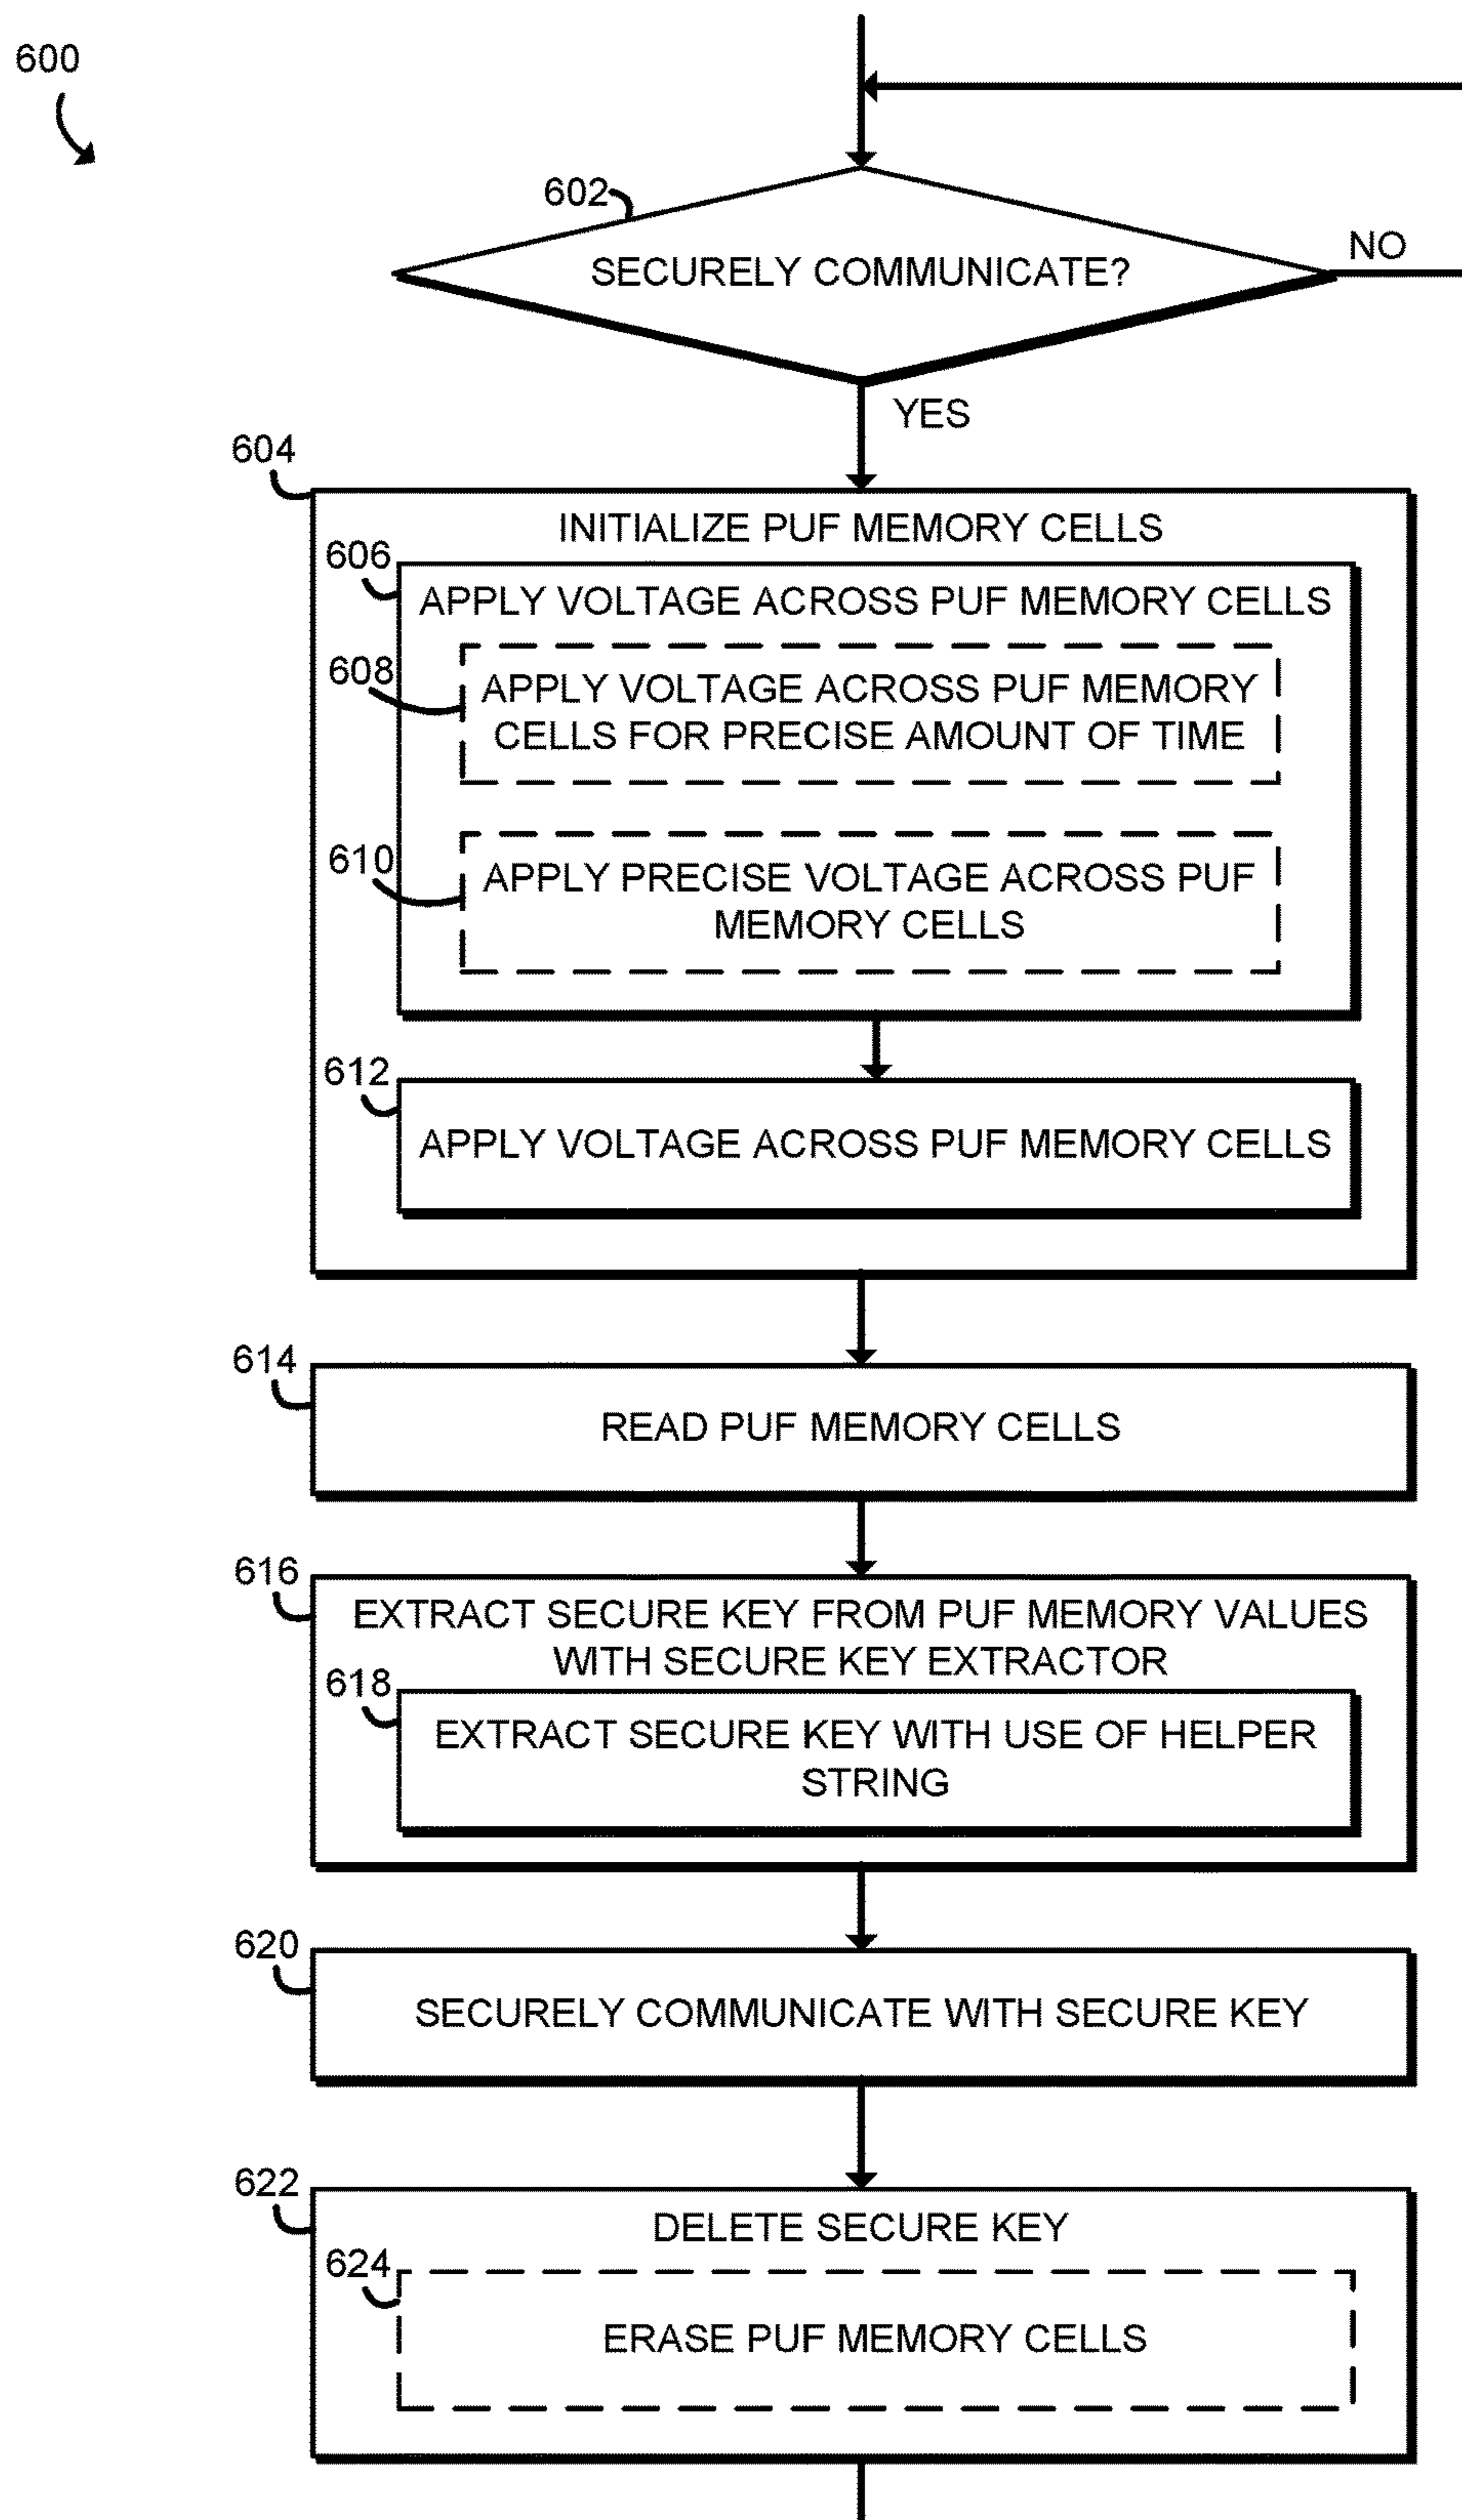 600
602
SECURELY COMMUNICATE?
NO
YES
604
INITIALIZE PUF MEMORY CELLS
606
APPLY VOLTAGE ACROSS PUF MEMORY CELLS
608
APPLY VOLTAGE ACROSS PUF MEMORY
CELLS FOR PRECISE AMOUNT OF TIME
610
APPLY PRECISE VOLTAGE ACROSS PUF
MEMORY CELLS
612
APPLY VOLTAGE ACROSS PUF MEMORY CELLS
614
READ PUF MEMORY CELLS
616
EXTRACT SECURE KEY FROM PUF MEMORY VALUES
WITH SECURE KEY EXTRACTOR
618
EXTRACT SECURE KEY WITH USE OF HELPER
STRING
620
SECURELY COMMUNICATE WITH SECURE KEY
622
DELETE SECURE KEY
624
ERASE PUF MEMORY CELLS